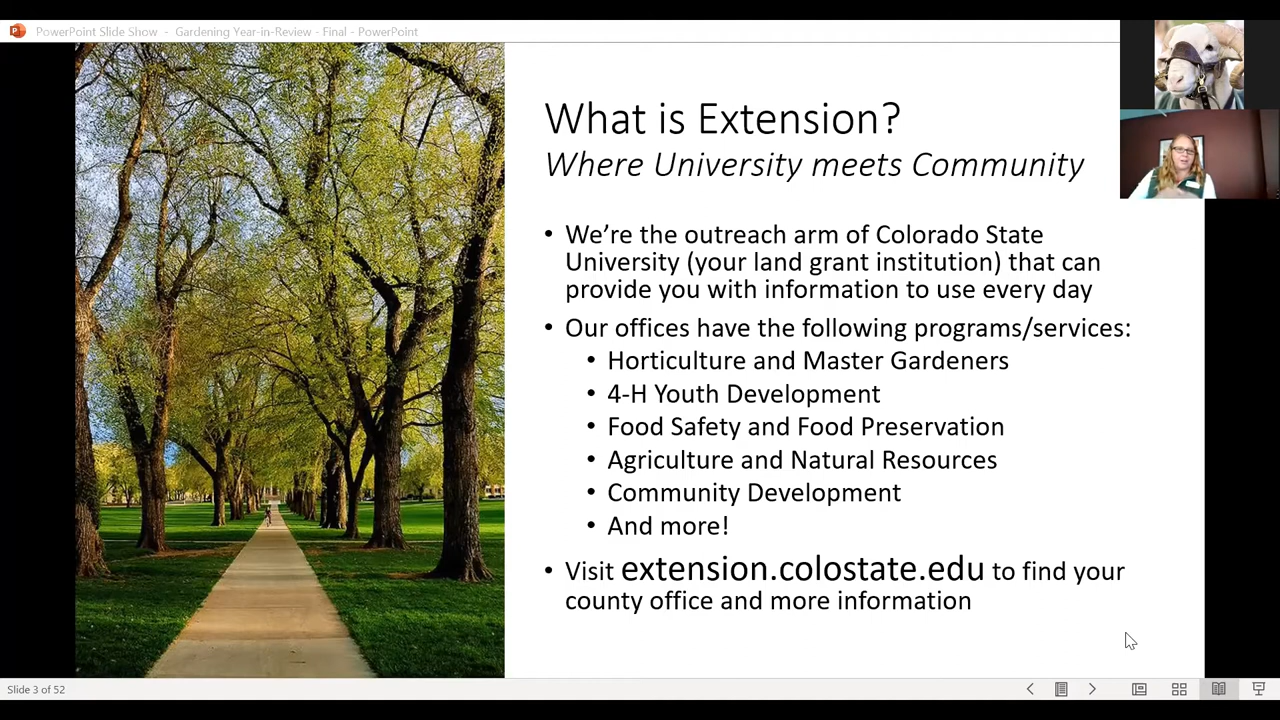 PowerPoint Slide Show - Gardening Year-in-Review - Final - PowerPoint
What is Extension?
Where University meets Community
• We’re the outreach arm of Colorado State
University (your land grant institution) that can
provide you with information to use every day
• Our offices have the following programs/services:
• Horticulture and Master Gardeners
• 4-H Youth Development
• Food Safety and Food Preservation
• Agriculture and Natural Resources
• Community Development
• And more!
• Visit extension.colostate.edu to find your
county office and more information
Slide 3 of 52